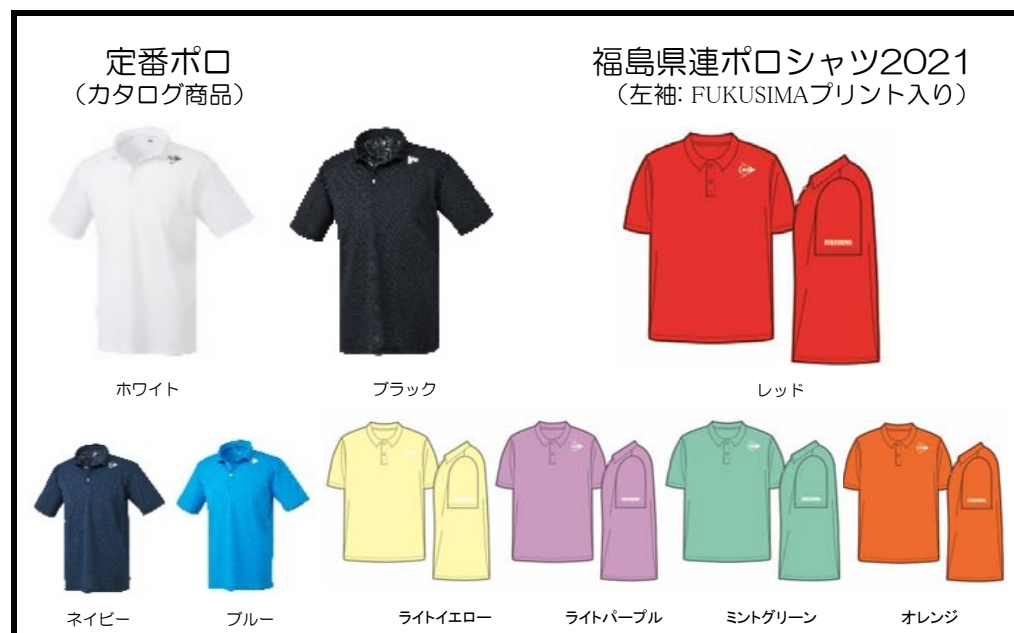 定番ポロ
（カタログ商品）
福島県連ポロシャツ2021
（左袖: FUKUSIMAプリント入り）
ホワイト
ブラック
レッド
ネイビー
ブルー
ライトイエロー
ライトパープル
ミントグリーン
オレンジ